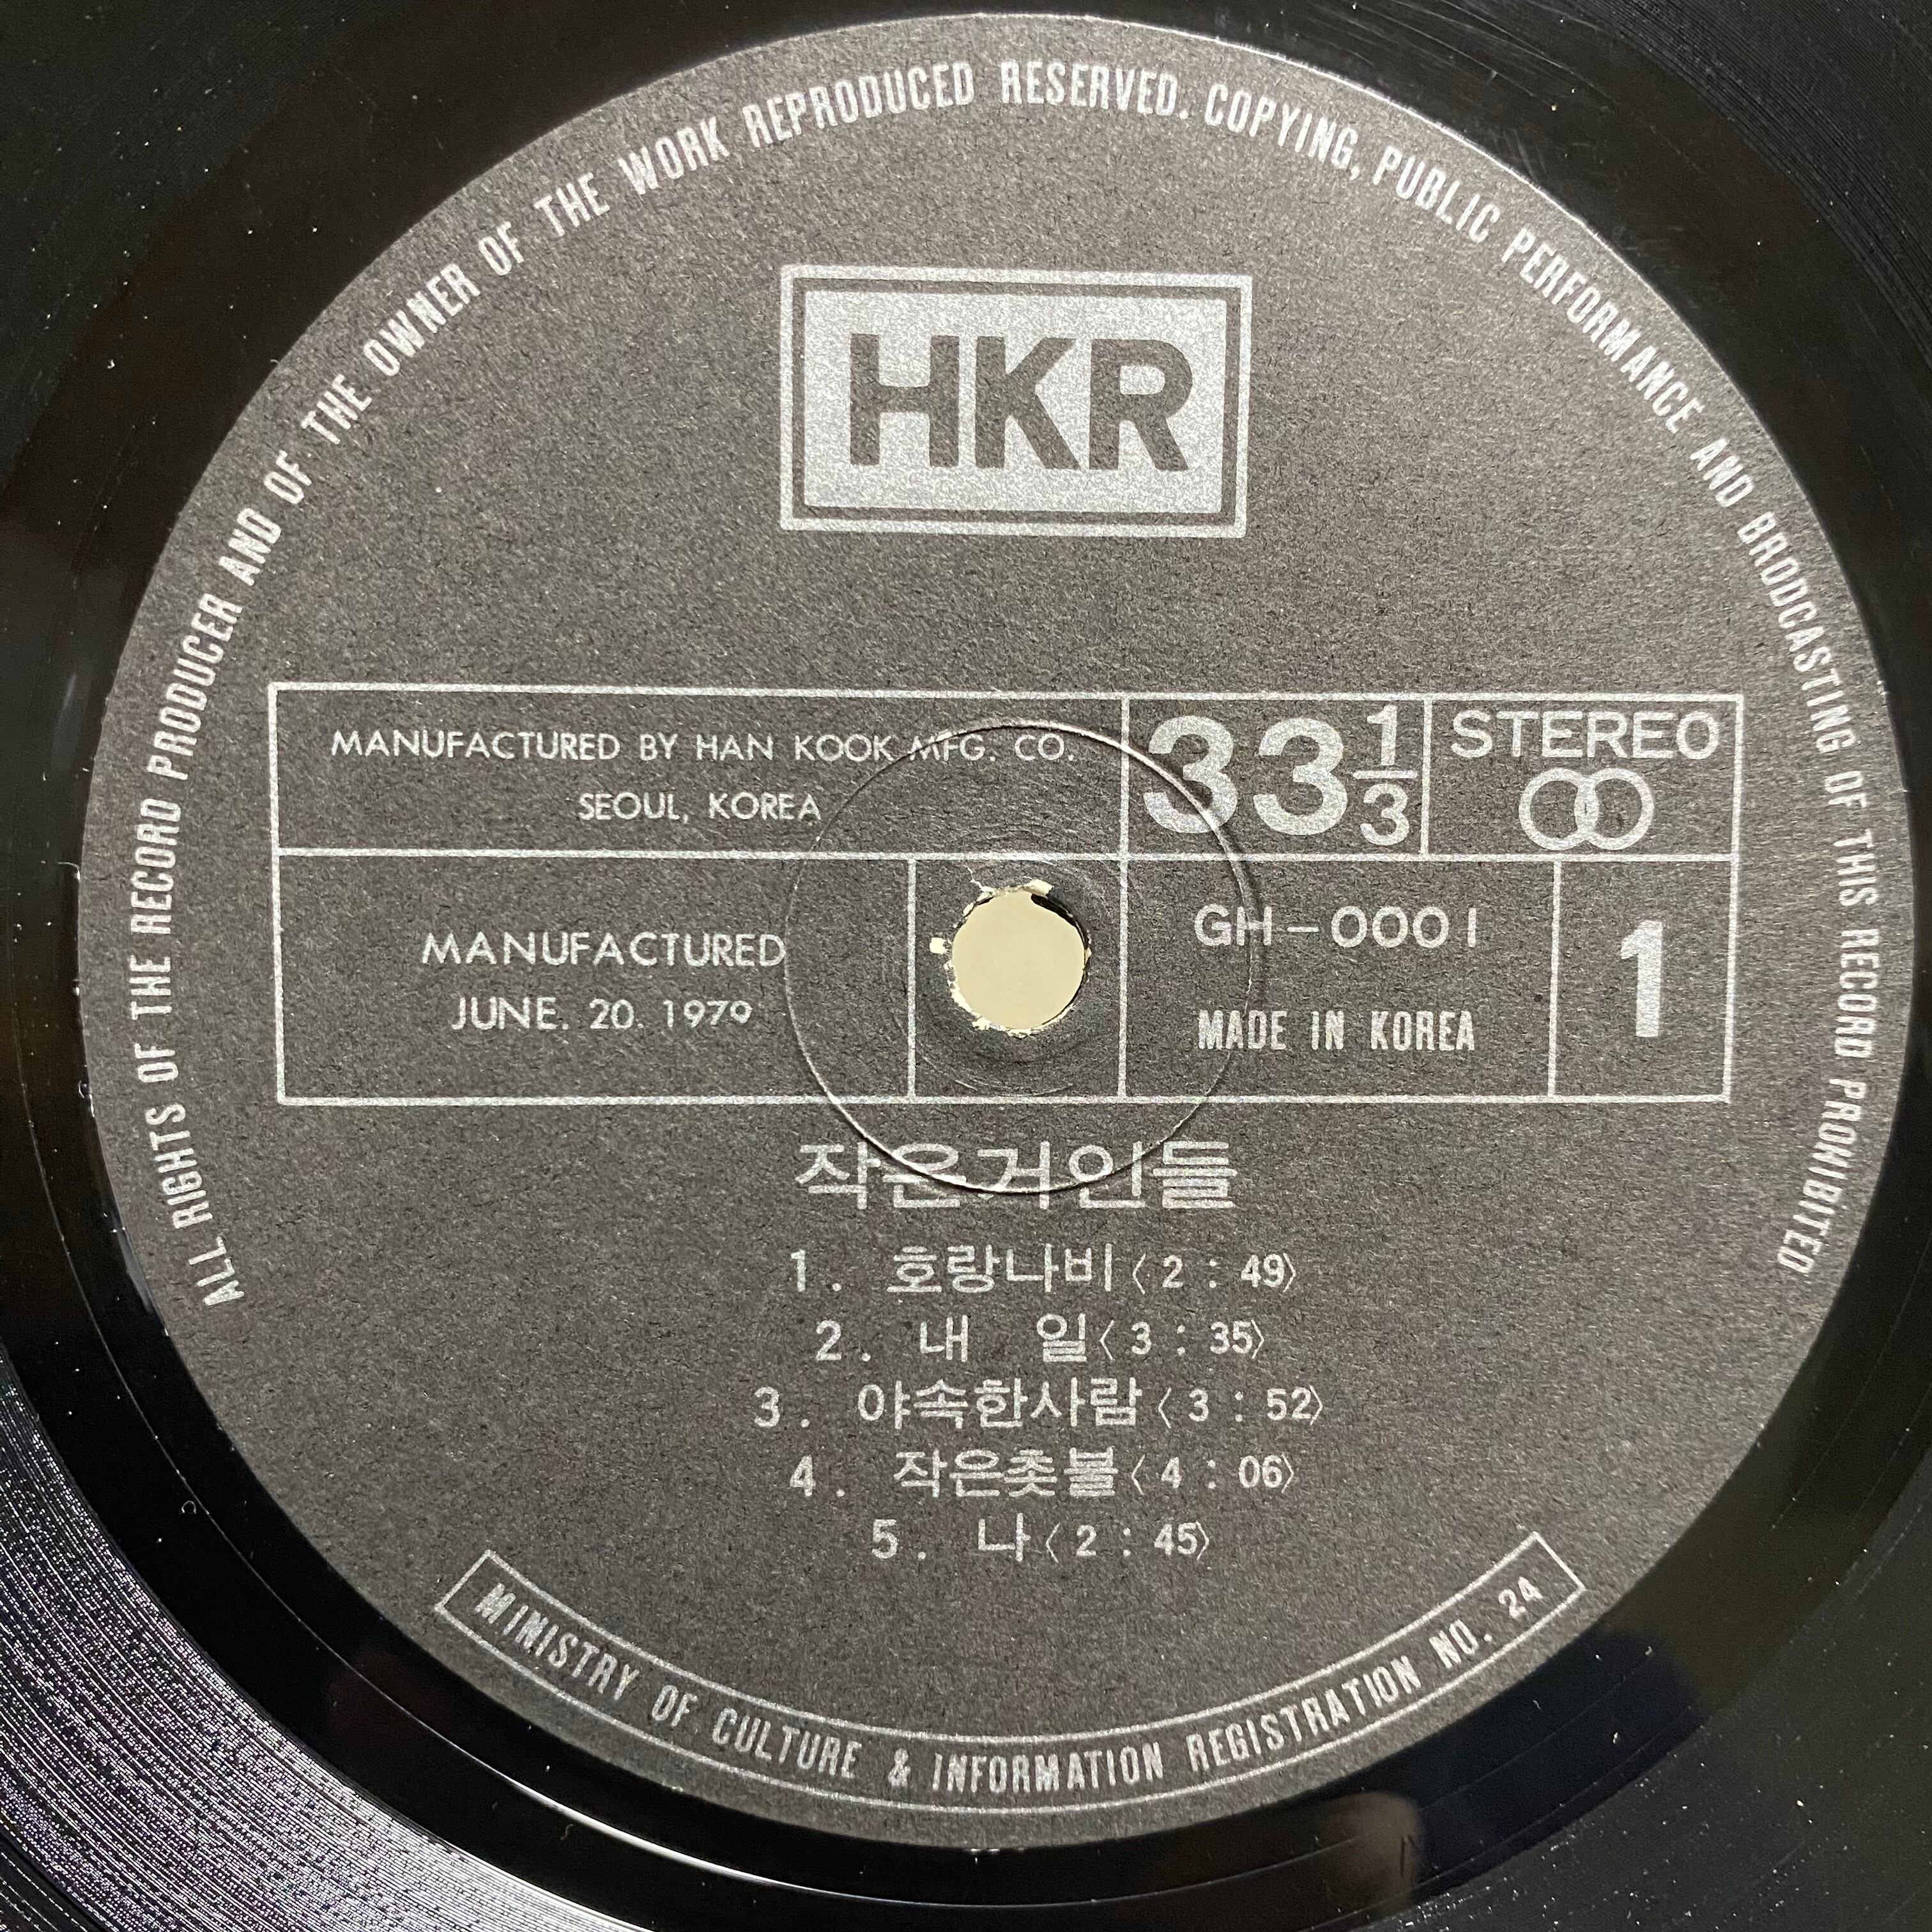 ALL RIGHTS OF THE RECORD PRODUCER AND OF THE OWNER OF THE WORK REPRODUCED RESERVED. COPYING, PUBLIC PERFORMANCE AND BRODCASTING OF THIS RECORD PROKIBITED
HKR
MANUFACTURED BY HAN KOOK MFG. CO.
SEOUL, KOREA
33 1/3
STEREO
MANUFACTURED
JUNE. 20. 1979
GH-0001
MADE IN KOREA
1
작은거인들
1. 호랑나비〈2:49〉
2. 내 일〈3:35〉
3. 야속한사람〈3:52〉
4. 작은촛불〈4:06〉
5. 나〈2:45〉
MINISTRY OF CULTURE & INFORMATION REGISTRATION NO. 24